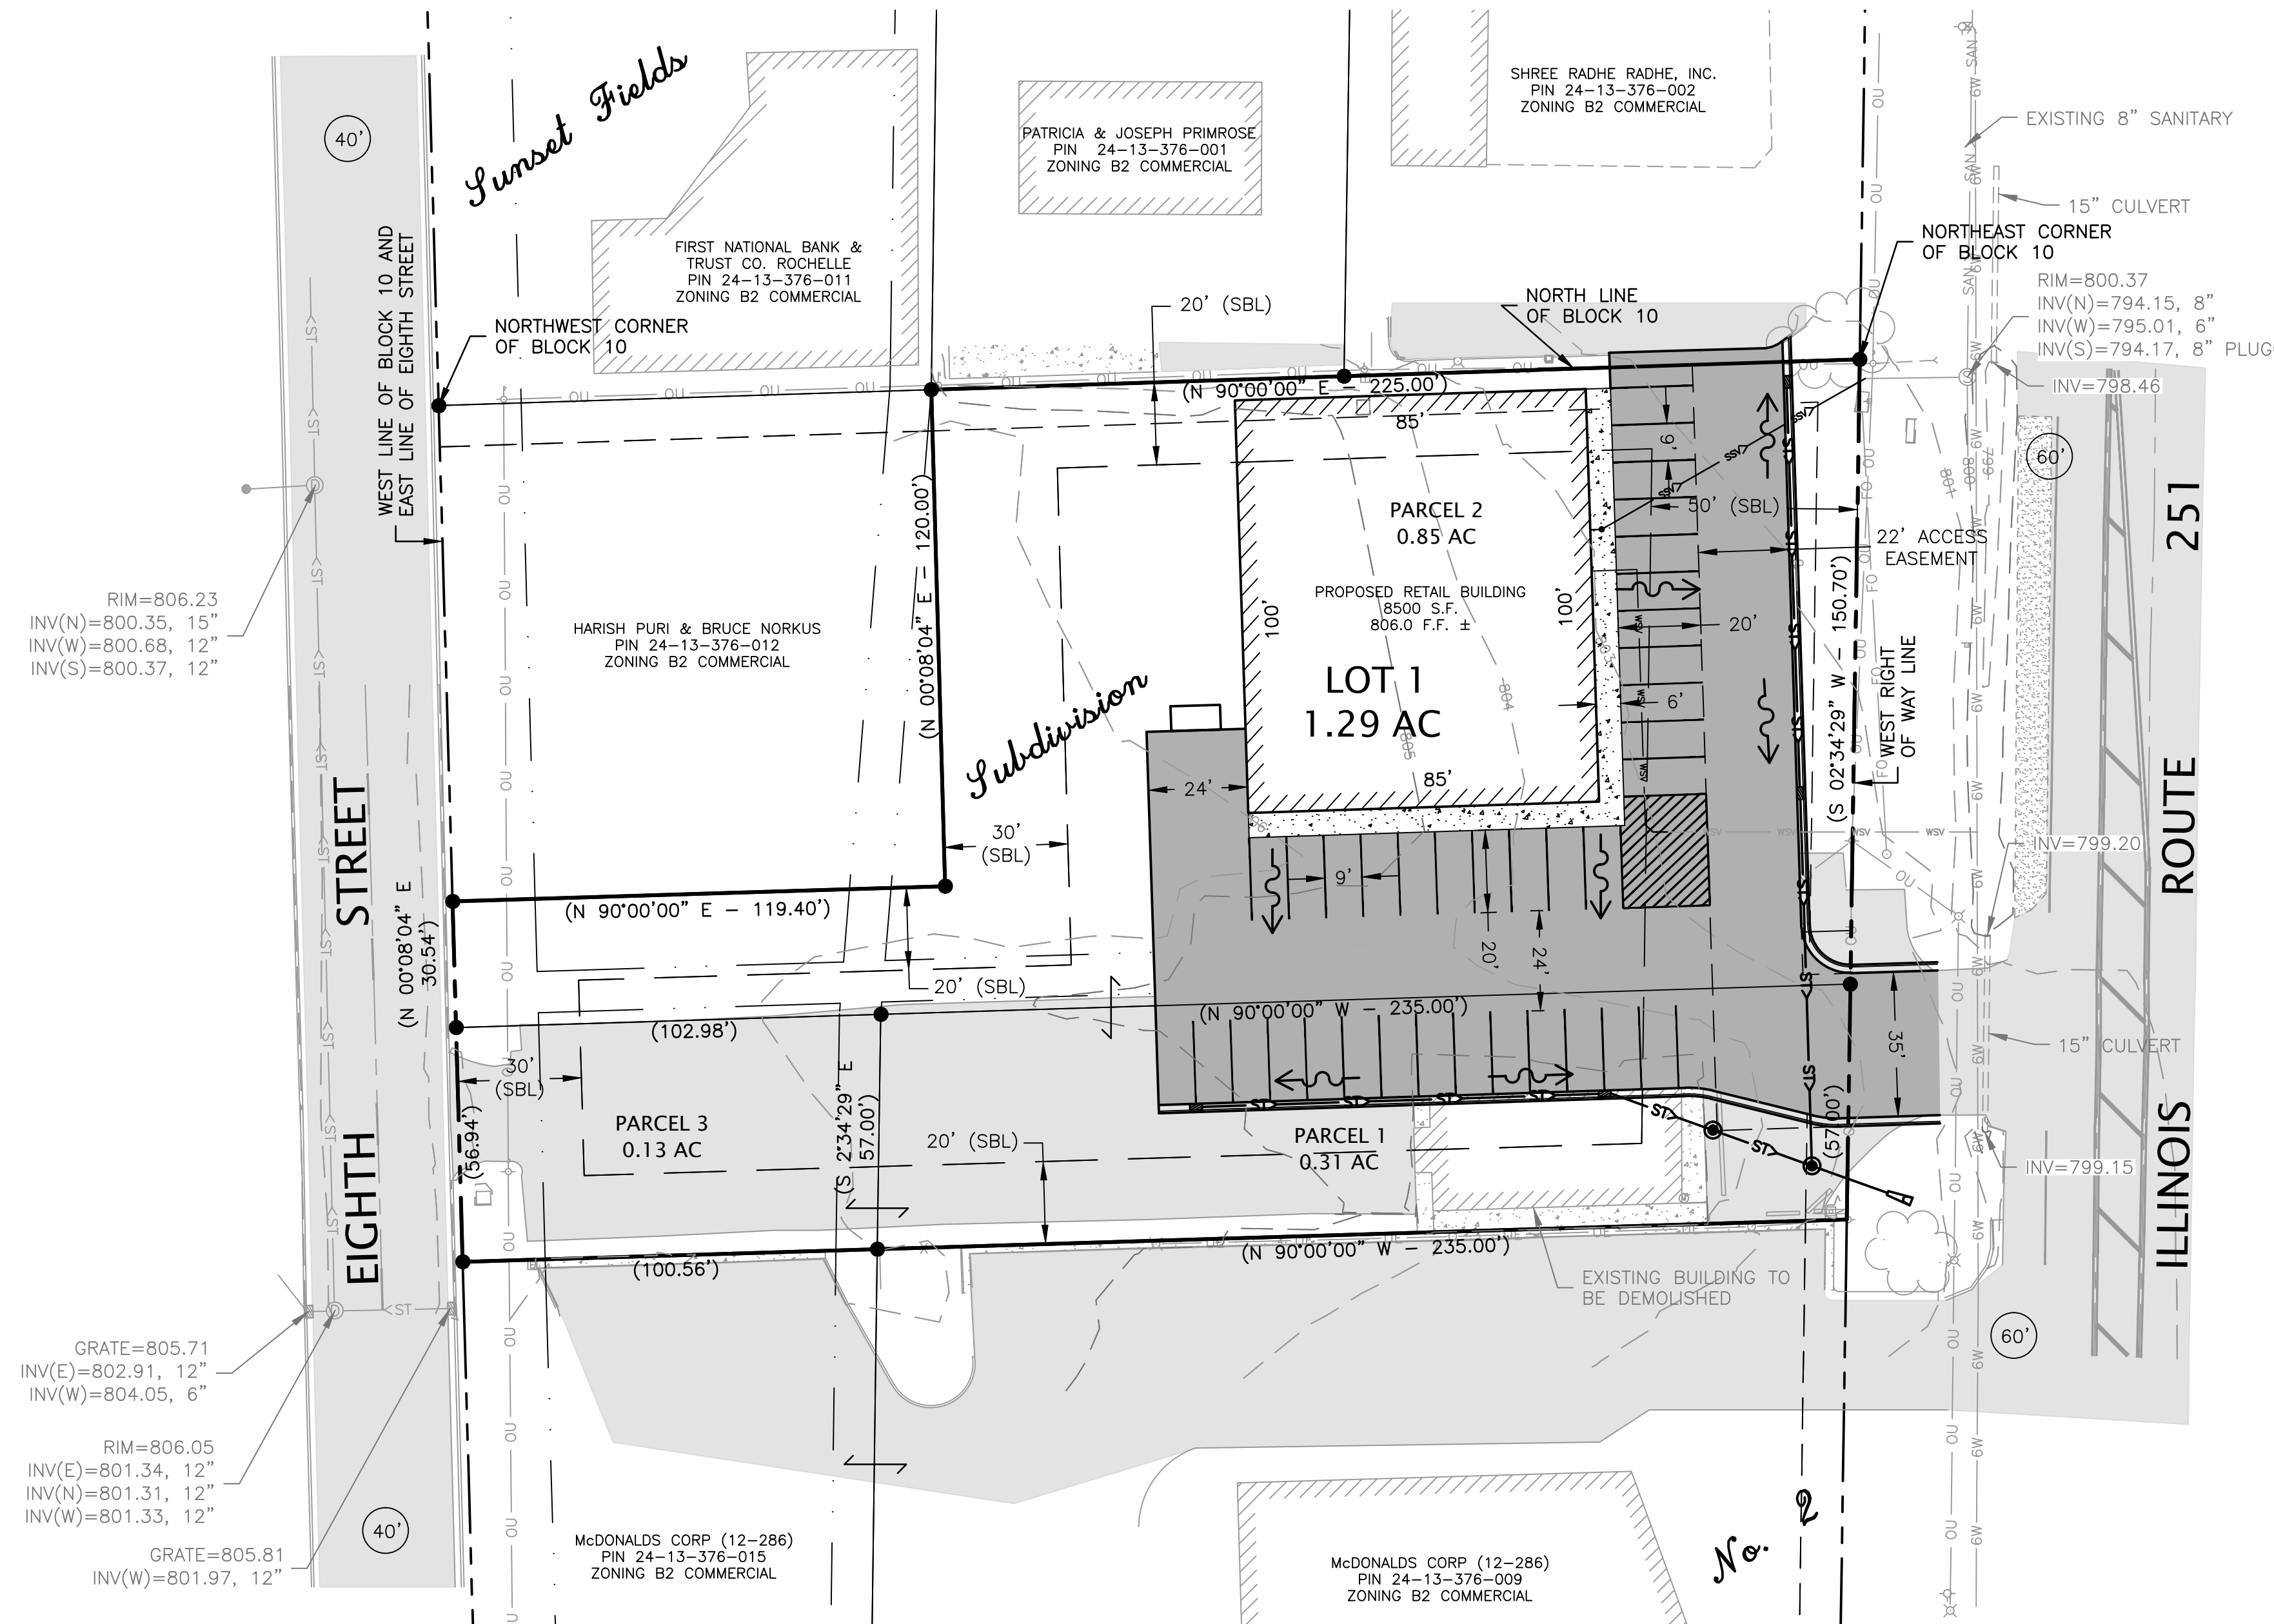 Sunset Fields
40'
FIRST NATIONAL BANK &
TRUST CO. ROCHELLE
PIN 24-13-376-011
ZONING B2 COMMERCIAL
PATRICIA & JOSEPH PRIMROSE
PIN 24-13-376-001
ZONING B2 COMMERCIAL
SHREE RADHE RADHE, INC.
PIN 24-13-376-002
ZONING B2 COMMERCIAL
EXISTING 8" SANITARY
15" CULVERT
NORTHEAST CORNER
OF BLOCK 10
RIM=800.37
INV(N)=794.15, 8"
INV(W)=795.01, 6"
INV(S)=794.17, 8" PLUG
INV=798.46
60'
WEST LINE OF BLOCK 10 AND
EAST LINE OF EIGHTH STREET
NORTHWEST CORNER
OF BLOCK 10
20' (SBL)
NORTH LINE
OF BLOCK 10
(N 90°00'00" E - 225.00')
85'
9'
PARCEL 2
0.85 AC
50' (SBL)
22' ACCESS
EASEMENT
(N 00°08'04" E - 120.00')
RIM=806.23
INV(N)=800.35, 15"
INV(W)=800.68, 12"
INV(S)=800.37, 12"
HARISH PURI & BRUCE NORKUS
PIN 24-13-376-012
ZONING B2 COMMERCIAL
PROPOSED RETAIL BUILDING
8500 S.F.
806.0 F.F. ±
100'
100'
20'
LOT 1
1.29 AC
6'
(S 02°34'29" W - 150.70')
WEST RIGHT
OF WAY LINE
801
800
799
804
805
Subdivision
24'
85'
30'
(SBL)
9'
20'
24'
INV=799.20
(N 90°00'00" E - 119.40')
(N 00°08'04" E
30.54')
20' (SBL)
(102.98')
(N 90°00'00" W - 235.00')
35'
15" CULVERT
30'
(SBL)
(56.94')
PARCEL 3
0.13 AC
(S 2°34'29" E
57.00')
20' (SBL)
PARCEL 1
0.31 AC
(57.00')
INV=799.15
(100.56')
(N 90°00'00" W - 235.00')
EXISTING BUILDING TO
BE DEMOLISHED
60'
EIGHTH STREET
ILLINOIS ROUTE 251
GRATE=805.71
INV(E)=802.91, 12"
INV(W)=804.05, 6"
RIM=806.05
INV(E)=801.34, 12"
INV(N)=801.31, 12"
INV(W)=801.33, 12"
GRATE=805.81
INV(W)=801.97, 12"
40'
McDONALDS CORP (12-286)
PIN 24-13-376-015
ZONING B2 COMMERCIAL
McDONALDS CORP (12-286)
PIN 24-13-376-009
ZONING B2 COMMERCIAL
No. 2